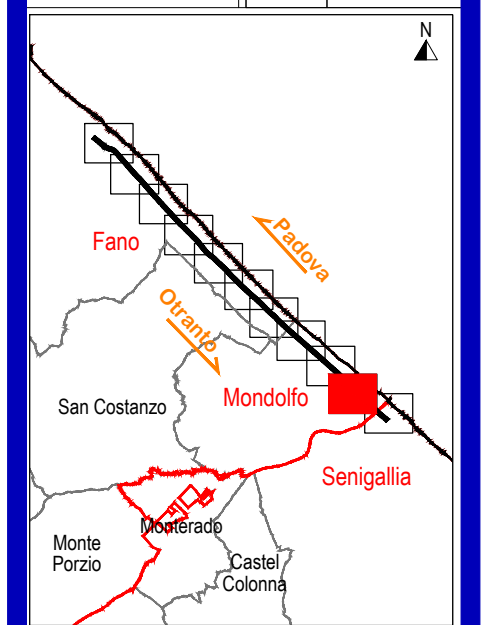 N
Padova
Fano
Otranto
Mondolfo
San Costanzo
Senigallia
Monterado
Monte
Porzio
Castel
Colonna